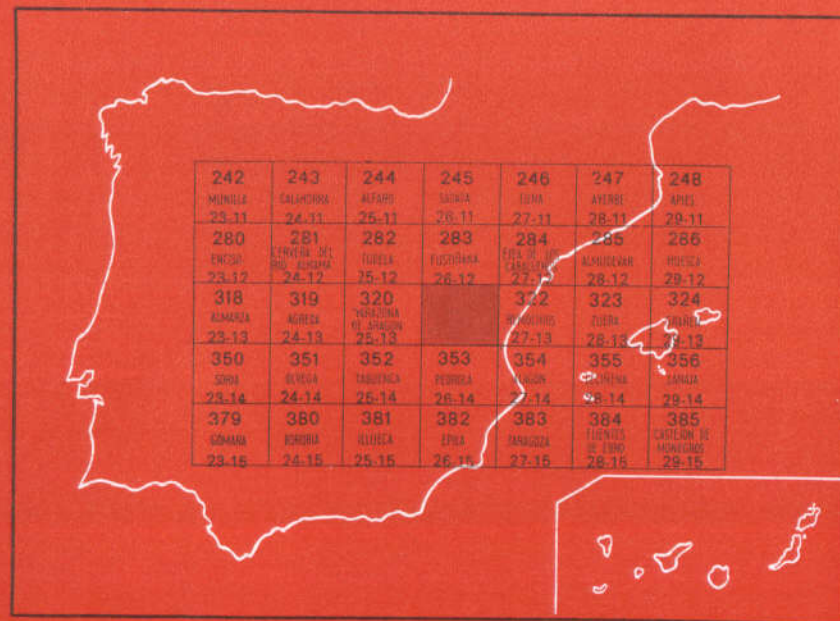 242 243 244 245 246 247 248
MUNILLA CALAHORRA ALFARO SADABA LUNA AYERBE APIES
23-11 24-11 25-11 26-11 27-11 28-11 29-11
280 281 282 283 284 285 286
ENCISO CERVERA DEL RIO ALHAMA TUDELA FUSTIÑANA EJEA DE LOS CABALLEROS ALMUDEVAR HUESCA
23-12 24-12 25-12 26-12 27-12 28-12 29-12
318 319 320 322 323 324
ALMARZA AGREDA TARAZONA DE ARAGON REMOLINOS ZUERA
23-13 24-13 25-13 27-13 28-13 29-13
350 351 352 353 354 355 356
SORIA OLVEGA TABUENCA PEDROLA ALAGON LECIÑENA LANAJA
23-14 24-14 25-14 26-14 27-14 28-14 29-14
379 380 381 382 383 384 385
GOMARA BOROBIA ILLUECA EPILA ZARAGOZA FUENTES DE EBRO CASTEJON DE MONEGROS
23-15 24-15 25-15 26-15 27-15 28-15 29-15